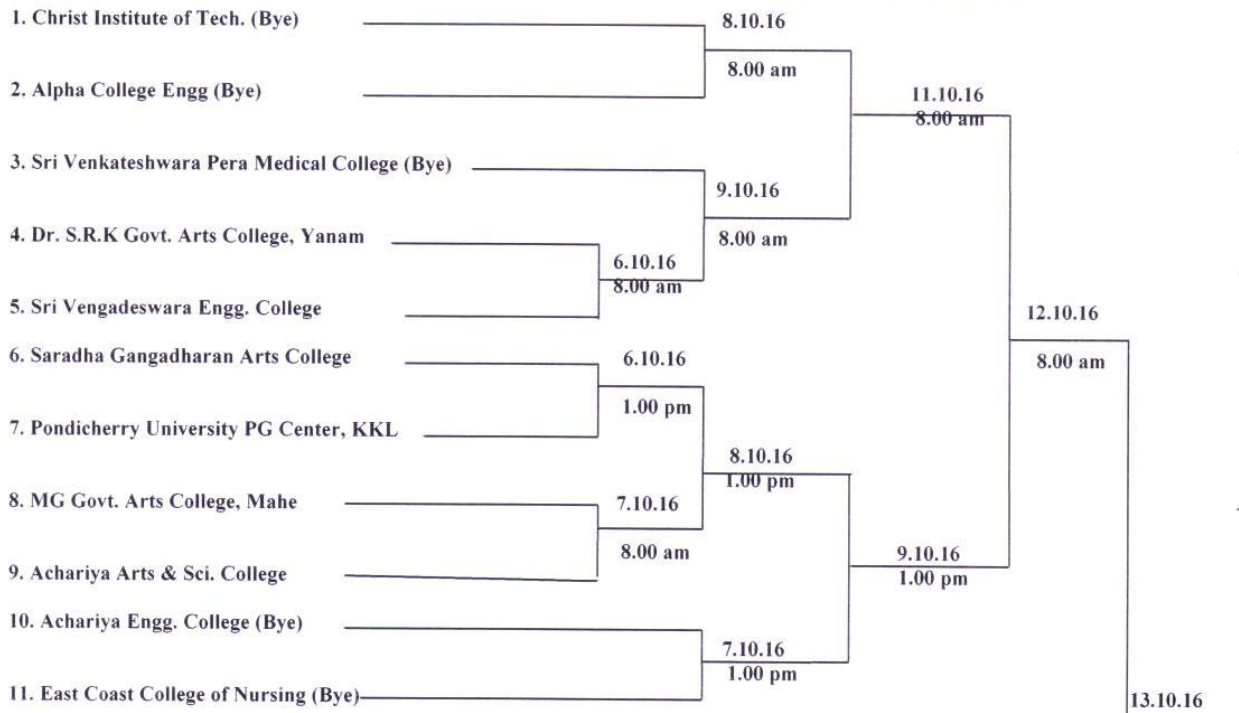 1. Christ Institute of Tech. (Bye)
8.10.16
8.00 am
2. Alpha College Engg (Bye)
11.10.16
8.00 am
3. Sri Venkateshwara Pera Medical College (Bye)
9.10.16
8.00 am
4. Dr. S.R.K Govt. Arts College, Yanam
6.10.16
8.00 am
5. Sri Vengadeswara Engg. College
12.10.16
8.00 am
6. Saradha Gangadharan Arts College
6.10.16
1.00 pm
7. Pondicherry University PG Center, KKL
8.10.16
1.00 pm
8. MG Govt. Arts College, Mahe
7.10.16
8.00 am
9. Achariya Arts & Sci. College
9.10.16
1.00 pm
10. Achariya Engg. College (Bye)
7.10.16
1.00 pm
11. East Coast College of Nursing (Bye)
13.10.16